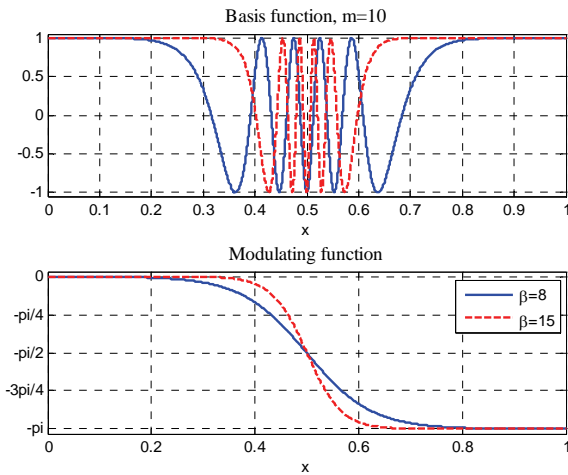 Basis function, m=10
1
0.5
0
-0.5
-1
0 0.1 0.2 0.3 0.4 0.5 0.6 0.7 0.8 0.9 1
x
Modulating function
0
-pi/4
-pi/2
-3pi/4
-pi
β=8
β=15
0 0.2 0.4 0.6 0.8 1
x